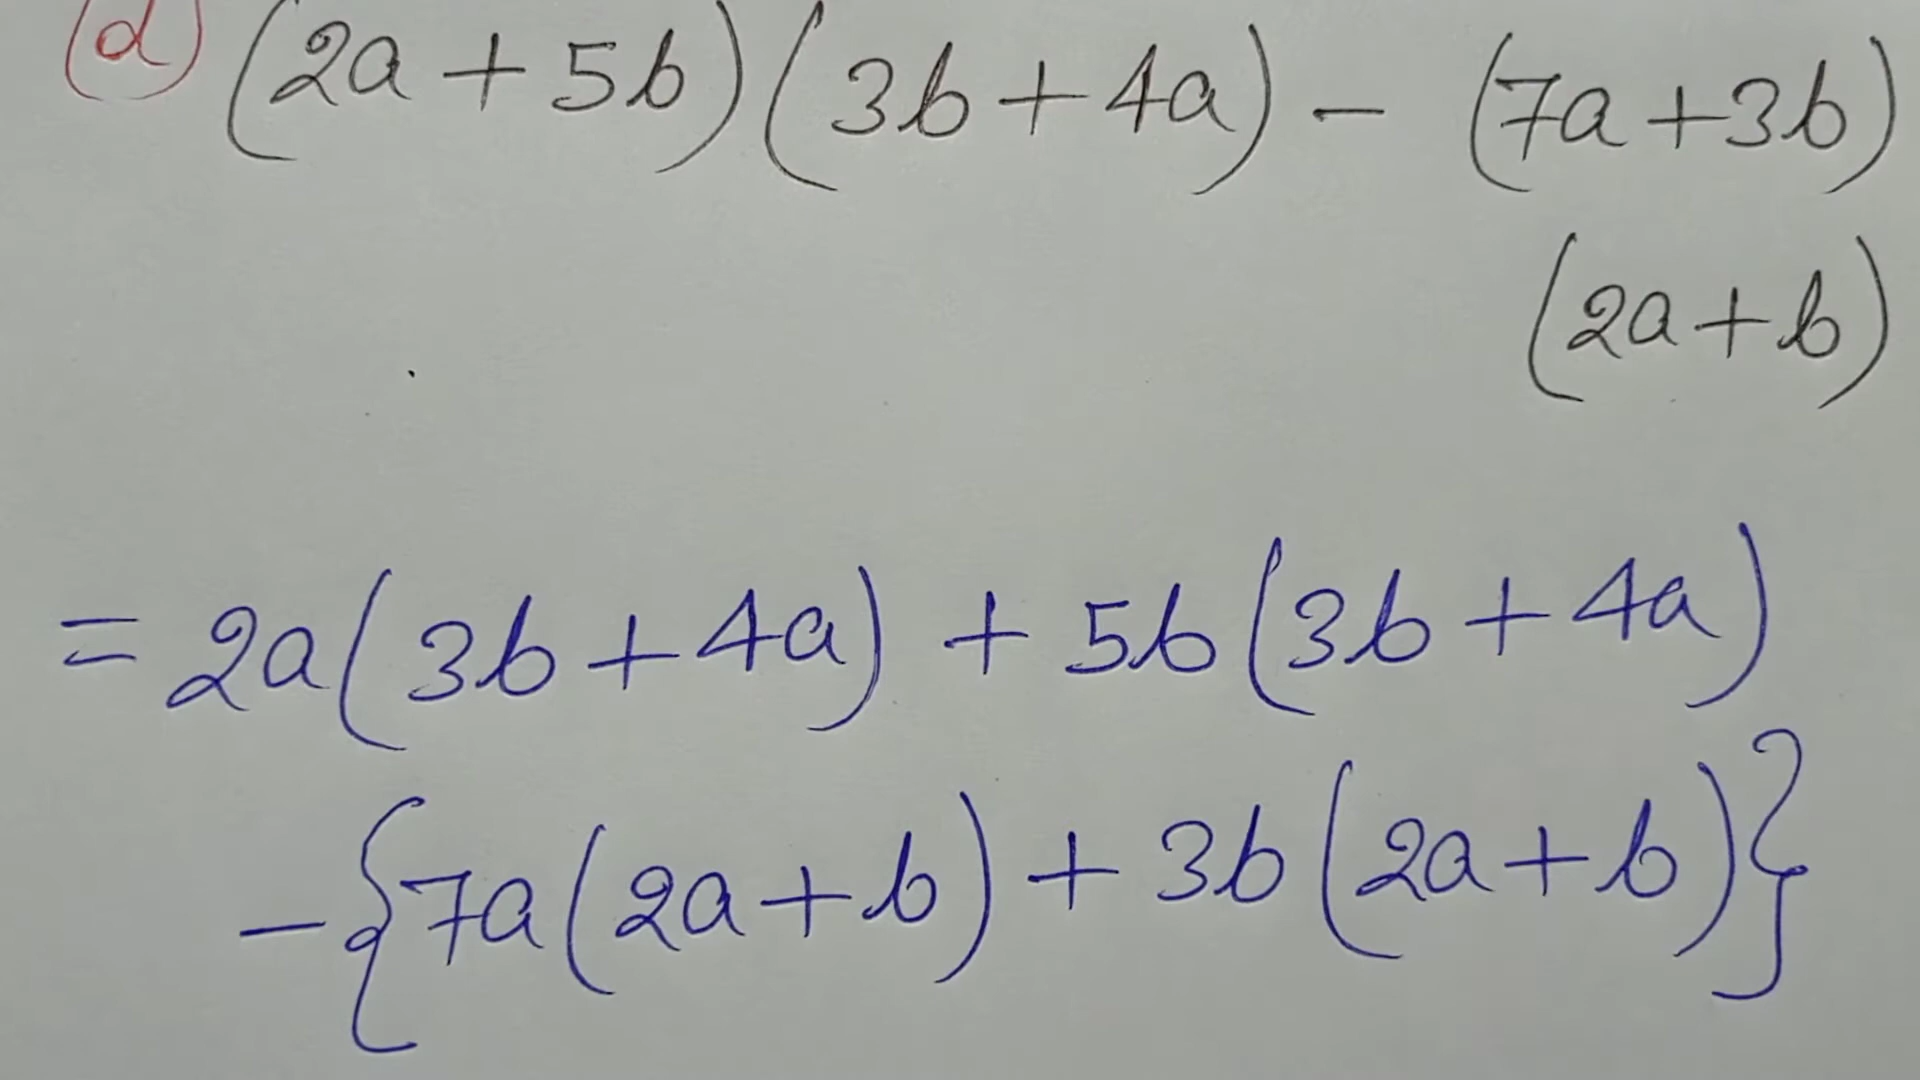 (d) (2a + 5b) (3b + 4a) - (7a + 3b)
(2a + b)
= 2a (3b + 4a) + 5b (3b + 4a)
- {7a (2a + b) + 3b (2a + b)}